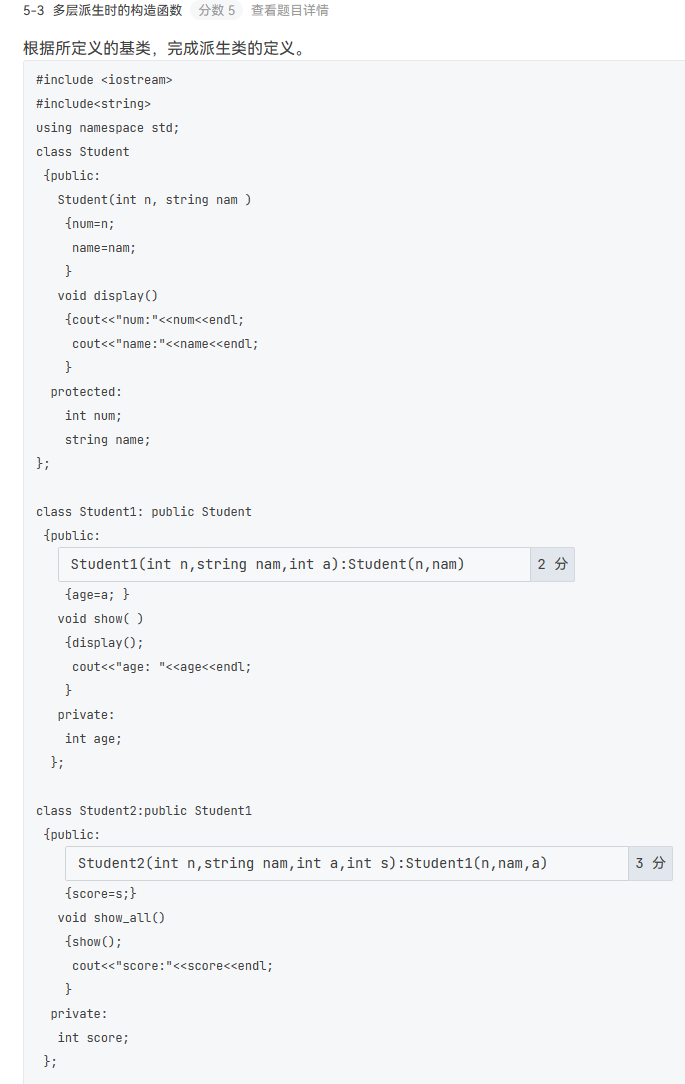 5-3 多层派生时的构造函数 分数 5 查看题目详情
根据所定义的基类，完成派生类的定义。
#include <iostream>
#include<string>
using namespace std;
class Student
{public:
Student(int n, string nam )
{num=n;
name=nam;
}
void display()
{cout<<"num:"<<num<<endl;
cout<<"name:"<<name<<endl;
}
protected:
int num;
string name;
};
class Student1: public Student
{public:
Student1(int n,string nam,int a):Student(n,nam) 2 分
{age=a; }
void show( )
{display();
cout<<"age: "<<age<<endl;
}
private:
int age;
};
class Student2:public Student1
{public:
Student2(int n,string nam,int a,int s):Student1(n,nam,a) 3 分
{score=s;}
void show_all()
{show();
cout<<"score:"<<score<<endl;
}
private:
int score;
};